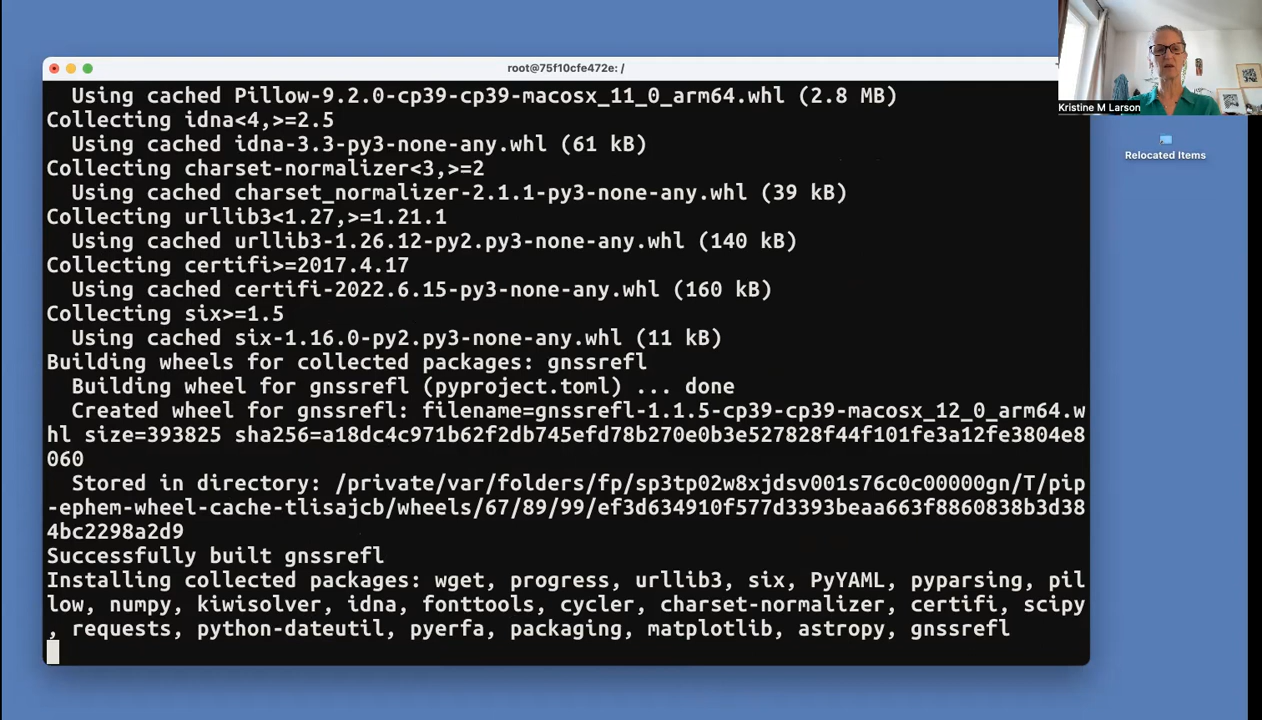 root@75f10cfe472e: /
Using cached Pillow-9.2.0-cp39-cp39-macosx_11_0_arm64.whl (2.8 MB)
Collecting idna<4,>=2.5
Using cached idna-3.3-py3-none-any.whl (61 kB)
Collecting charset-normalizer<3,>=2
Using cached charset_normalizer-2.1.1-py3-none-any.whl (39 kB)
Collecting urllib3<1.27,>=1.21.1
Using cached urllib3-1.26.12-py2.py3-none-any.whl (140 kB)
Collecting certifi>=2017.4.17
Using cached certifi-2022.6.15-py3-none-any.whl (160 kB)
Collecting six>=1.5
Using cached six-1.16.0-py2.py3-none-any.whl (11 kB)
Building wheels for collected packages: gnssrefl
Building wheel for gnssrefl (pyproject.toml) ... done
Created wheel for gnssrefl: filename=gnssrefl-1.1.5-cp39-cp39-macosx_12_0_arm64.w
hl size=393825 sha256=a18dc4c971b62f2db745efd78b270e0b3e527828f44f101fe3a12fe3804e8
060
Stored in directory: /private/var/folders/fp/sp3tp02w8xjdsv001s76c0c00000gn/T/pip
-ephem-wheel-cache-tlisajcb/wheels/67/89/99/ef3d634910f577d3393beaa663f8860838b3d38
4bc2298a2d9
Successfully built gnssrefl
Installing collected packages: wget, progress, urllib3, six, PyYAML, pyparsing, pil
low, numpy, kiwisolver, idna, fonttools, cycler, charset-normalizer, certifi, scipy
, requests, python-dateutil, pyerfa, packaging, matplotlib, astropy, gnssrefl
Kristine M Larson
Relocated Items